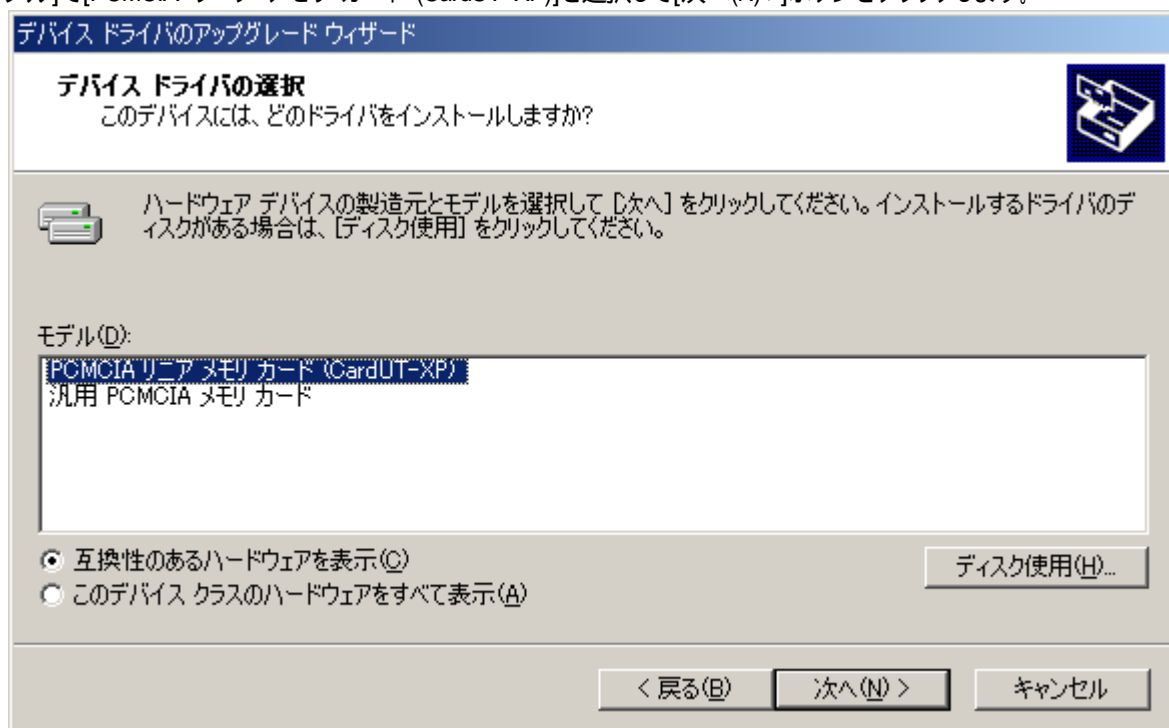 デバイス ドライバのアップグレード ウィザード
デバイス ドライバの選択
このデバイスには、どのドライバをインストールしますか?
ハードウェア デバイスの製造元とモデルを選択して [次へ] をクリックしてください。インストールするドライバのデ
ィスクがある場合は、[ディスク使用] をクリックしてください。
モデル(D):
PCMCIA リニア メモリ カード (CardUT-XP)
汎用 PCMCIA メモリ カード
互換性のあるハードウェアを表示(C)
ディスク使用(H)...
このデバイス クラスのハードウェアをすべて表示(A)
< 戻る(B)
次へ(N) >
キャンセル